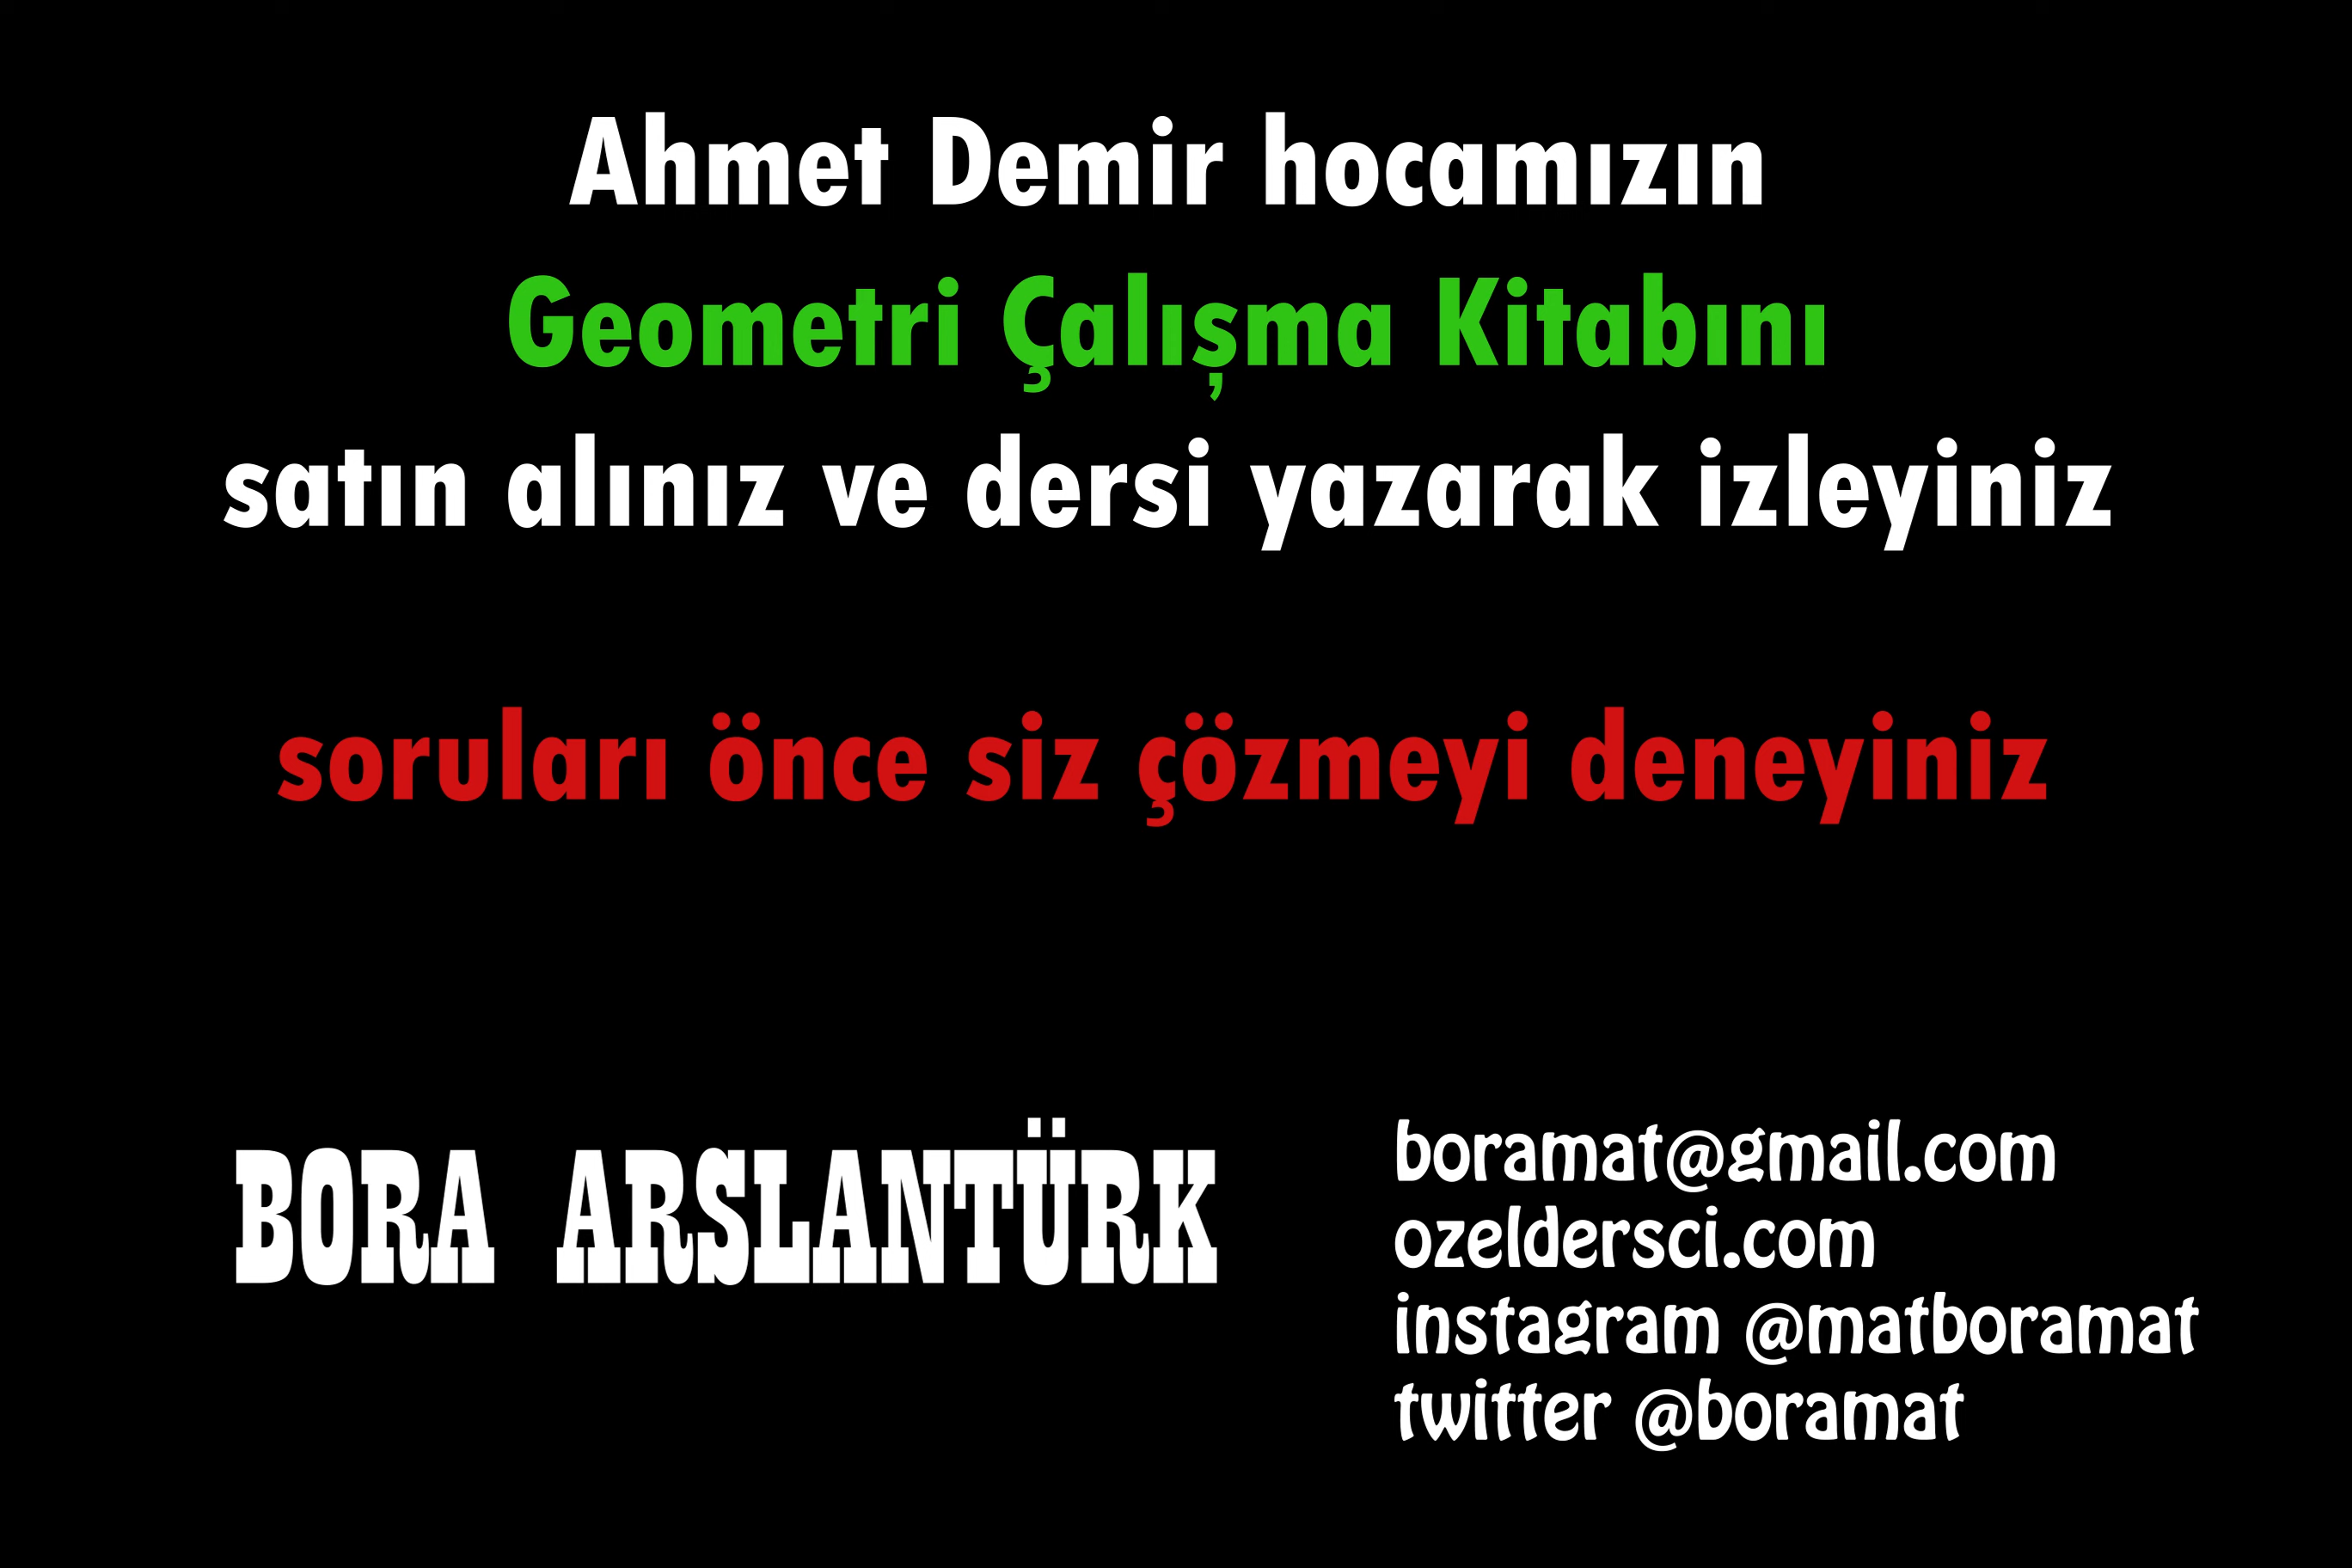 Ahmet Demir hocamızın
Geometri Çalışma Kitabını
satın alınız ve dersi yazarak izleyiniz
soruları önce siz çözmeyi deneyiniz
BORA ARSLANTÜRK
boramat@gmail.com
ozeldersci.com
instagram @matboramat
twitter @boramat